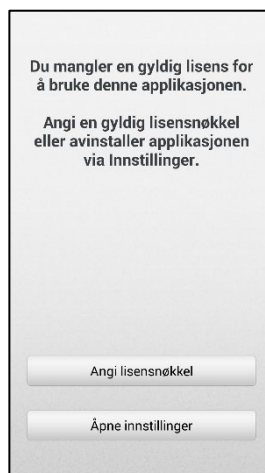 Du mangler en gyldig lisens for
å bruke denne applikasjonen.
Angi en gyldig lisensnøkkel
eller avinstaller applikasjonen
via Innstillinger.
Angi lisensnøkkel
Åpne innstillinger